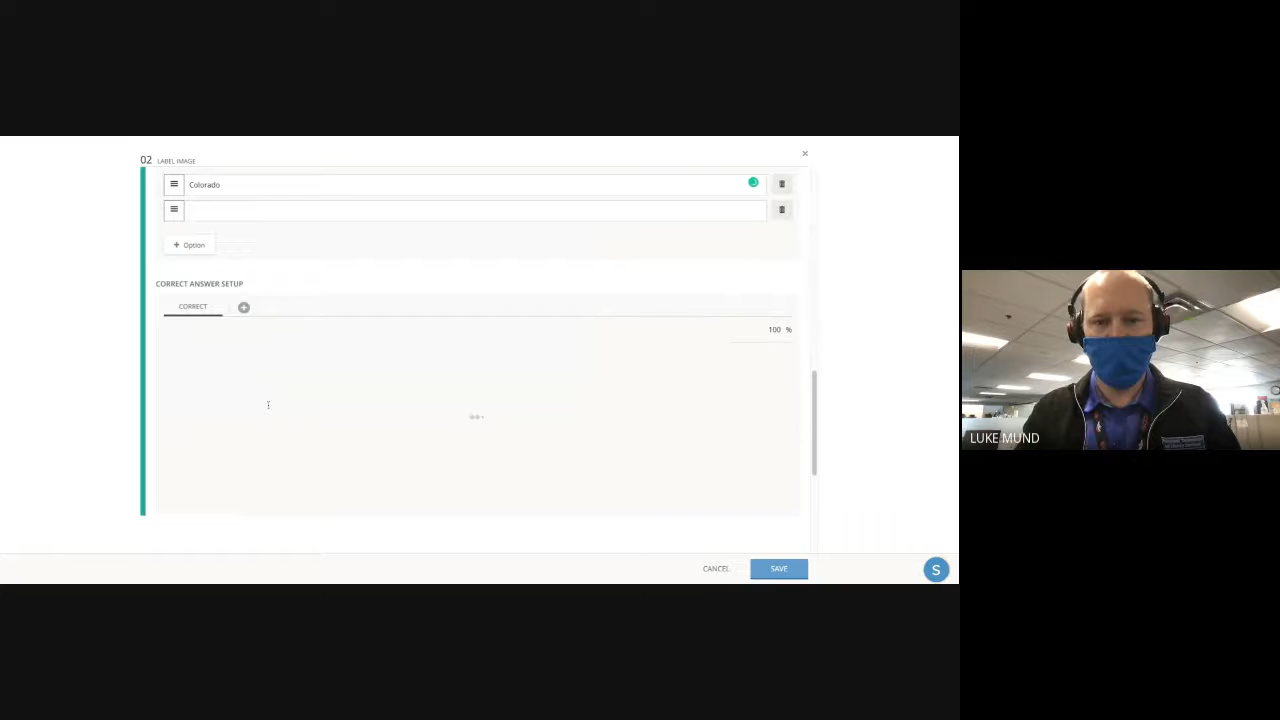 02 LABEL IMAGE
×
Colorado
+ Option
CORRECT ANSWER SETUP
CORRECT
100 %
CANCEL
SAVE
S
LUKE MUND